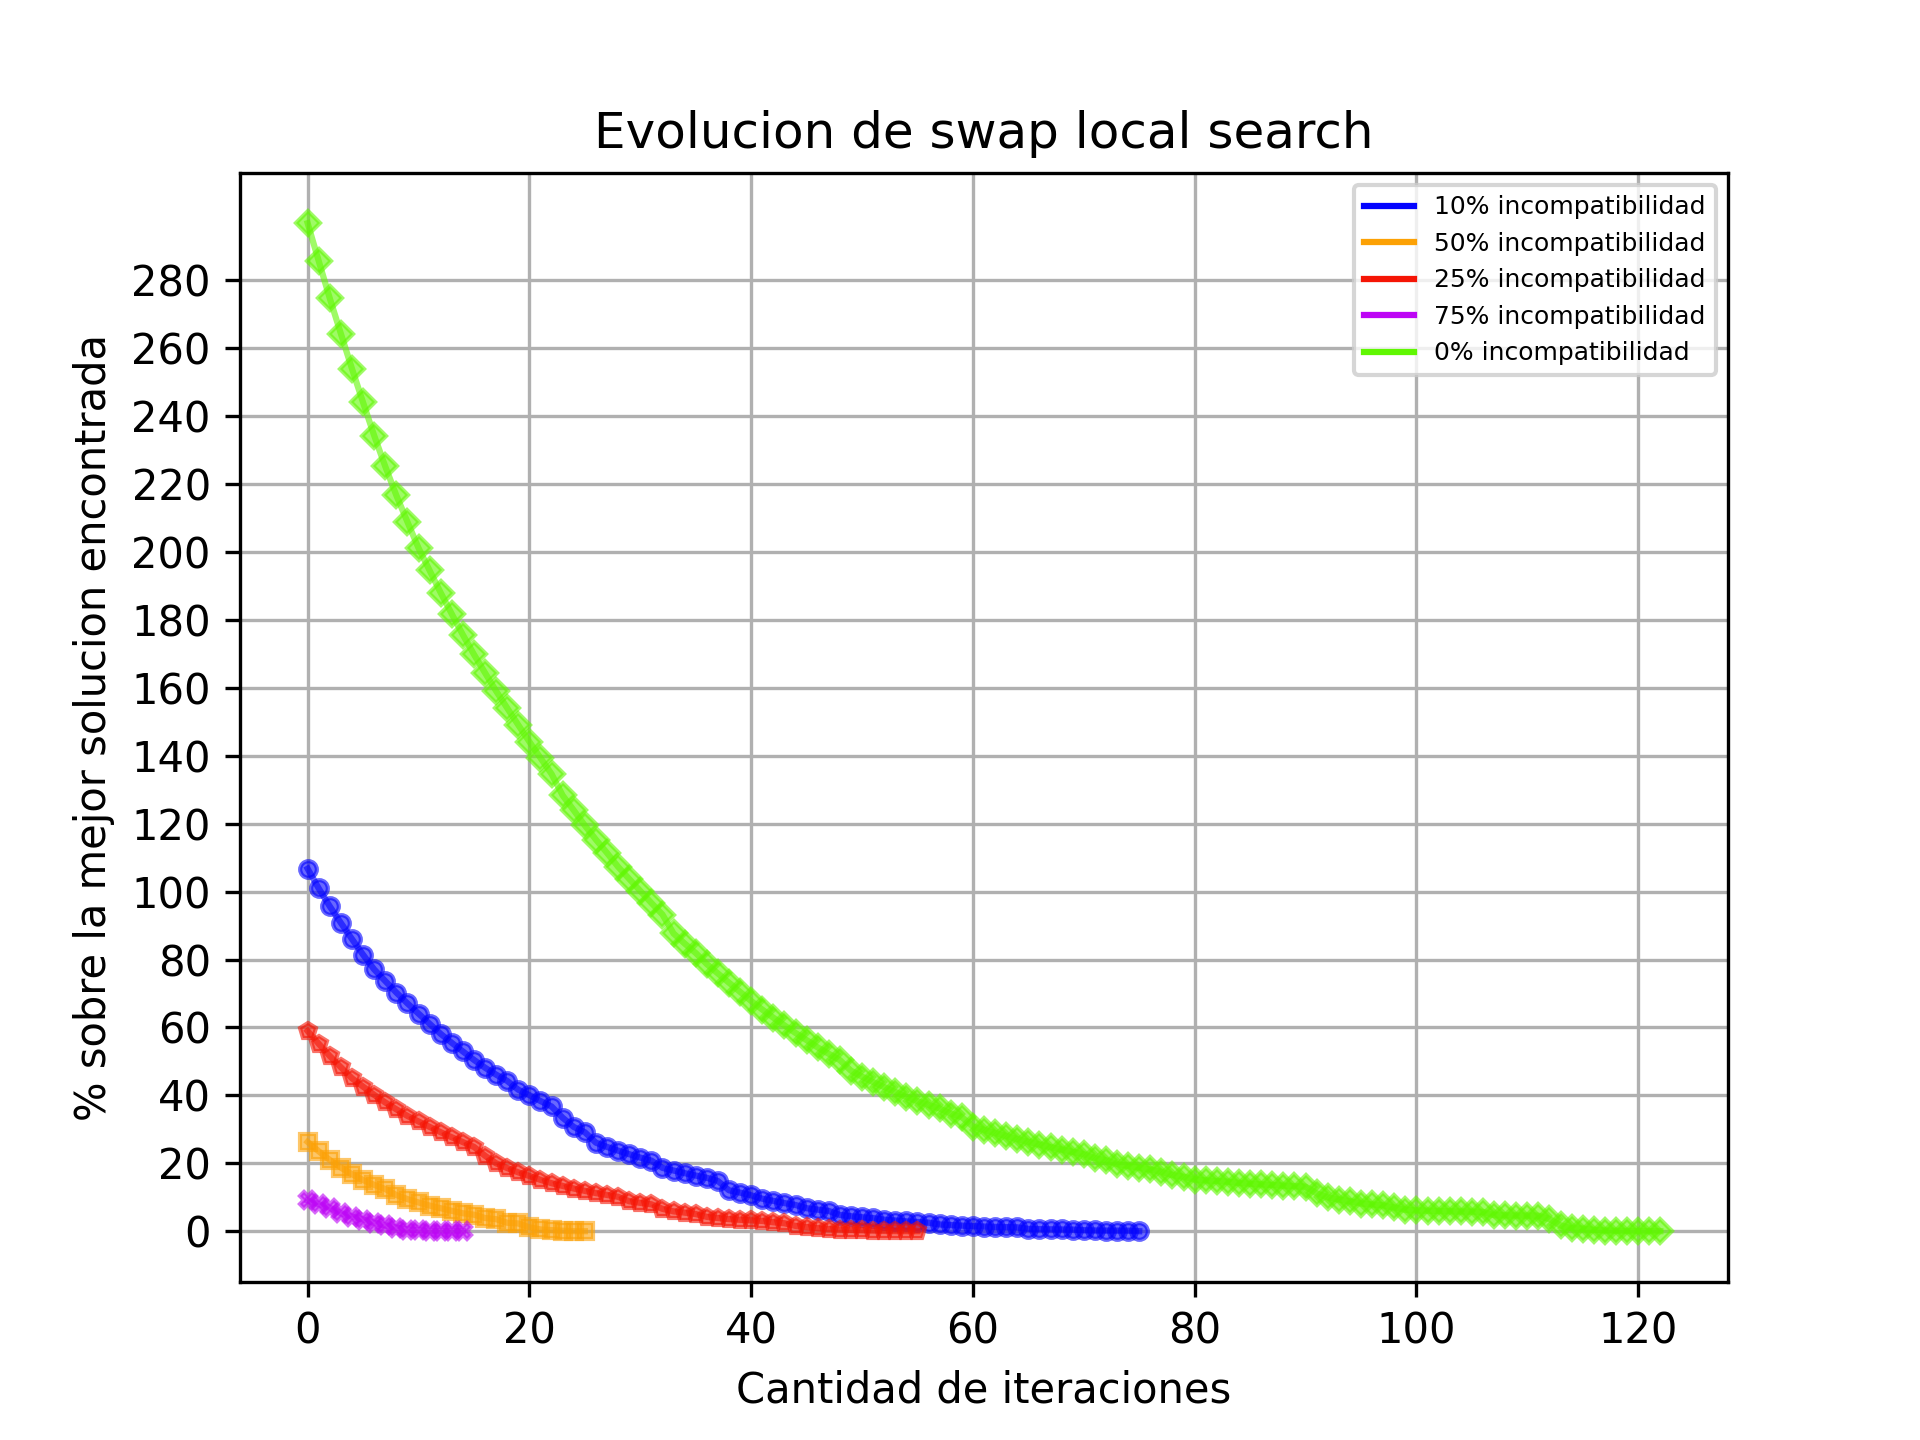 Evolucion de swap local search
10% incompatibilidad
50% incompatibilidad
25% incompatibilidad
75% incompatibilidad
0% incompatibilidad
% sobre la mejor solucion encontrada
280
260
240
220
200
180
160
140
120
100
80
60
40
20
0
0 20 40 60 80 100 120
Cantidad de iteraciones